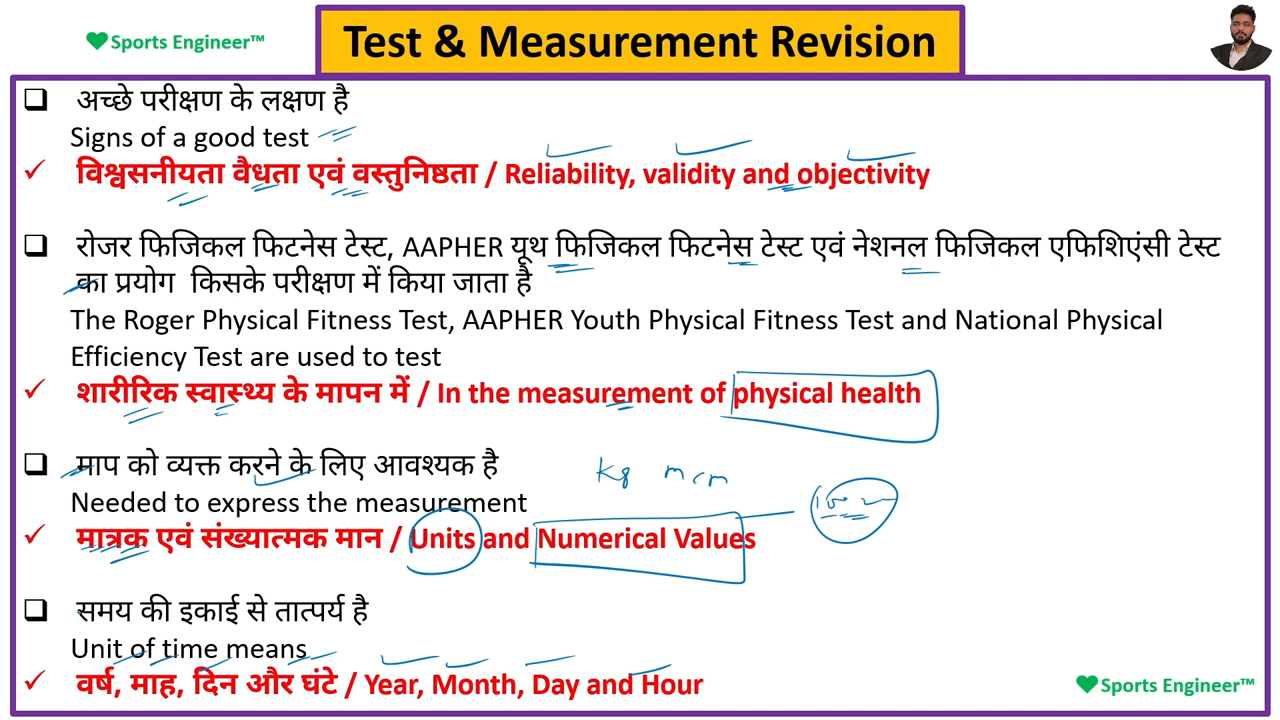 Sports Engineer™
Test & Measurement Revision
अच्छे परीक्षण के लक्षण है
Signs of a good test
विश्वसनीयता वैधता एवं वस्तुनिष्ठता / Reliability, validity and objectivity
रोजर फिजिकल फिटनेस टेस्ट, AAPHER यूथ फिजिकल फिटनेस टेस्ट एवं नेशनल फिजिकल एफिशिएंसी टेस्ट
का प्रयोग किसके परीक्षण में किया जाता है
The Roger Physical Fitness Test, AAPHER Youth Physical Fitness Test and National Physical
Efficiency Test are used to test
शारीरिक स्वास्थ्य के मापन में / In the measurement of physical health
माप को व्यक्त करने के लिए आवश्यक है
Kg m cm
Needed to express the measurement
मात्रक एवं संख्यात्मक मान / Units and Numerical Values
समय की इकाई से तात्पर्य है
Unit of time means
वर्ष, माह, दिन और घंटे / Year, Month, Day and Hour
Sports Engineer™